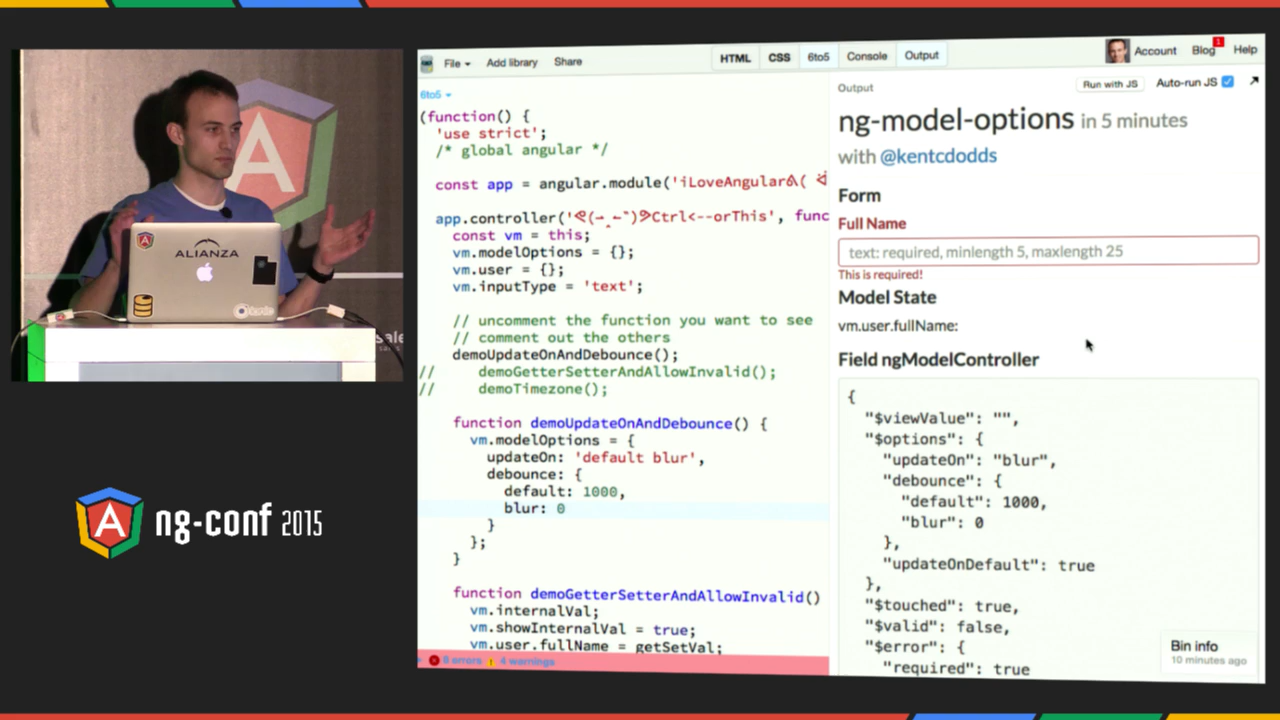 A
ALIANZA
ng-conf 2015
File
Add library
Share
HTML
CSS
6to5
Console
Output
Account
Blog
1
Help
6to5
(function() {
'use strict';
/* global angular */
const app = angular.module('iLoveAngular
app.controller('
Ctrl<--orThis', func
const vm = this;
vm.modelOptions = {};
vm.user = {};
vm.inputType = 'text';
// uncomment the function you want to see
// comment out the others
demoUpdateOnAndDebounce();
// demoGetterSetterAndAllowInvalid();
// demoTimezone();
function demoUpdateOnAndDebounce() {
vm.modelOptions = {
updateOn: 'default blur',
debounce: {
default: 1000,
blur: 0
}
};
}
function demoGetterSetterAndAllowInvalid()
vm.internalVal;
vm.showInternalVal = true;
vm.user.fullName = getSetVal;
errors
4 warnings
Output
Run with JS
Auto-run JS
ng-model-options in 5 minutes
with @kentcdodds
Form
Full Name
text: required, minlength 5, maxlength 25
This is required!
Model State
vm.user.fullName:
Field ngModelController
{
"$viewValue": "",
"$options": {
"updateOn": "blur",
"debounce": {
"default": 1000,
"blur": 0
},
"updateOnDefault": true
},
"$touched": true,
"$valid": false,
"$error": {
"required": true
Bin info
10 minutes ago